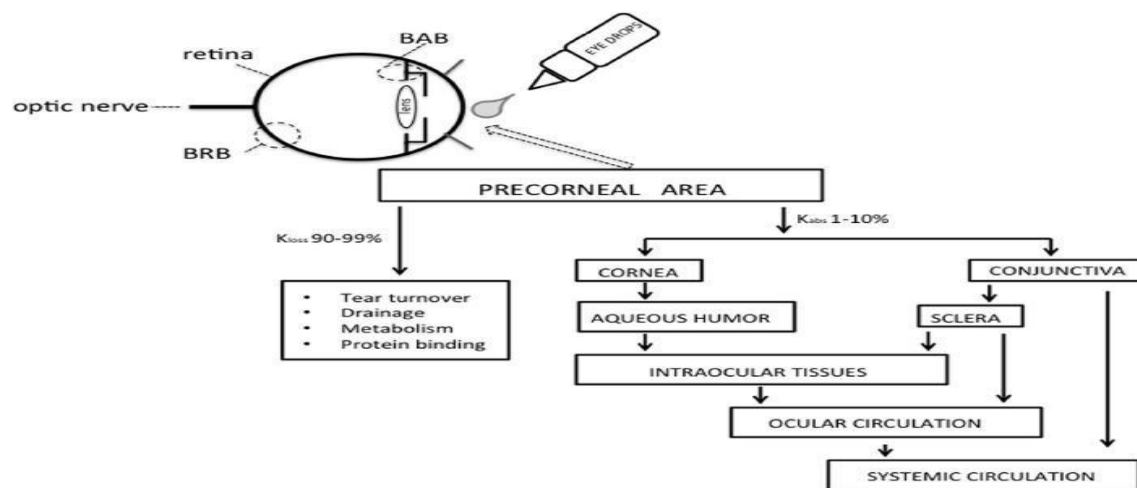 BAB
retina
EYE DROPS
optic nerve
lens
BRB
PRECORNEAL AREA
Kloss 90-99%
Kabs 1-10%
CORNEA
CONJUNCTIVA
• Tear turnover
• Drainage
• Metabolism
• Protein binding
AQUEOUS HUMOR
SCLERA
INTRAOCULAR TISSUES
OCULAR CIRCULATION
SYSTEMIC CIRCULATION